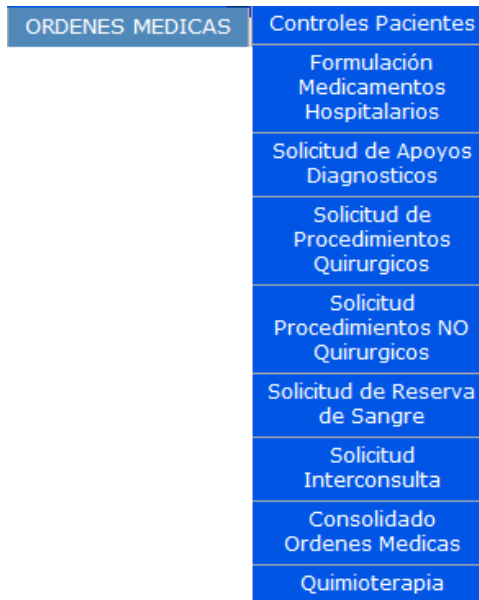 ORDENES MEDICAS
Controles Pacientes
Formulación
Medicamentos
Hospitalarios
Solicitud de Apoyos
Diagnosticos
Solicitud de
Procedimientos
Quirurgicos
Solicitud
Procedimientos NO
Quirurgicos
Solicitud de Reserva
de Sangre
Solicitud
Interconsulta
Consolidado
Ordenes Medicas
Quimioterapia